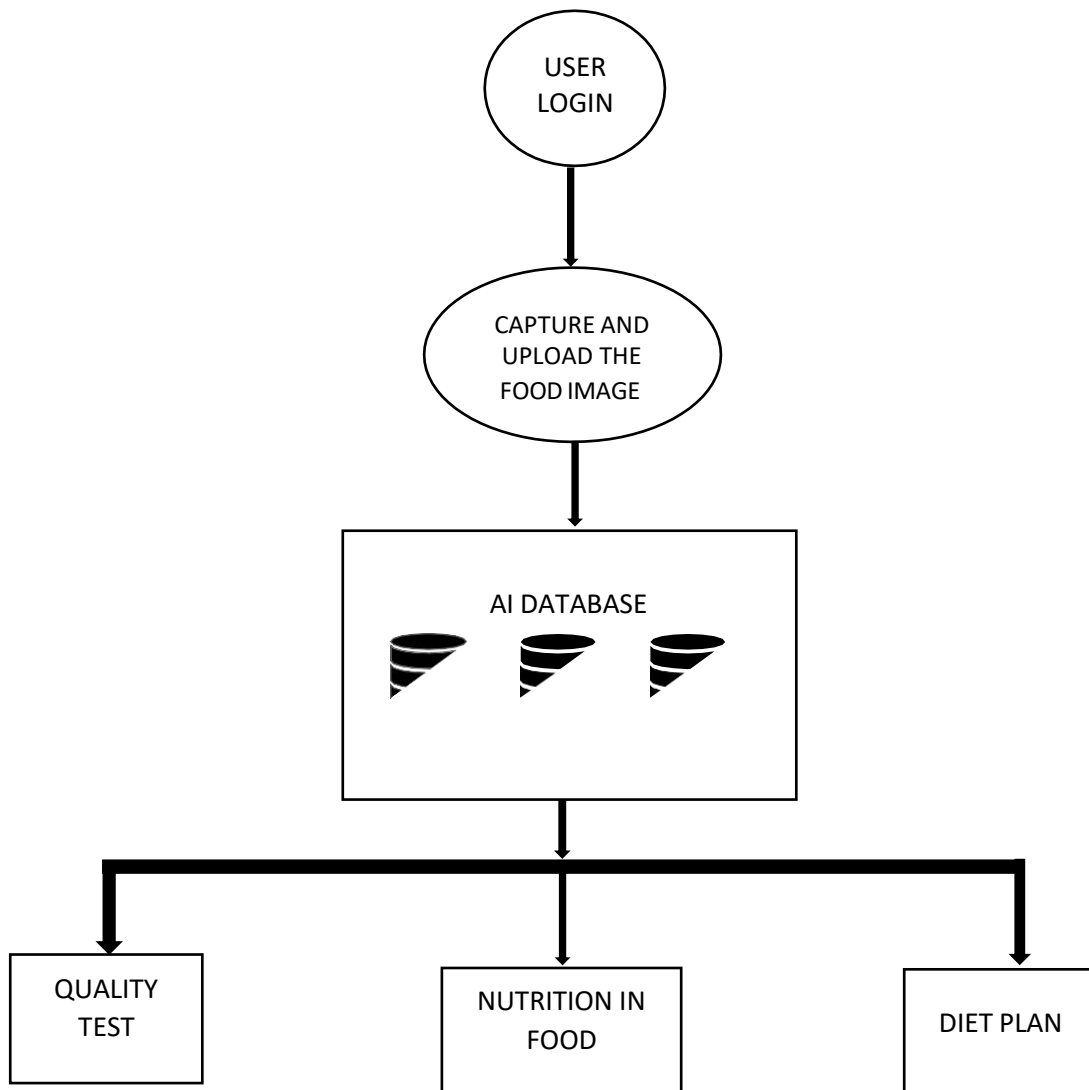 USER
LOGIN
CAPTURE AND
UPLOAD THE
FOOD IMAGE
AI DATABASE
QUALITY
TEST
NUTRITION IN
FOOD
DIET PLAN